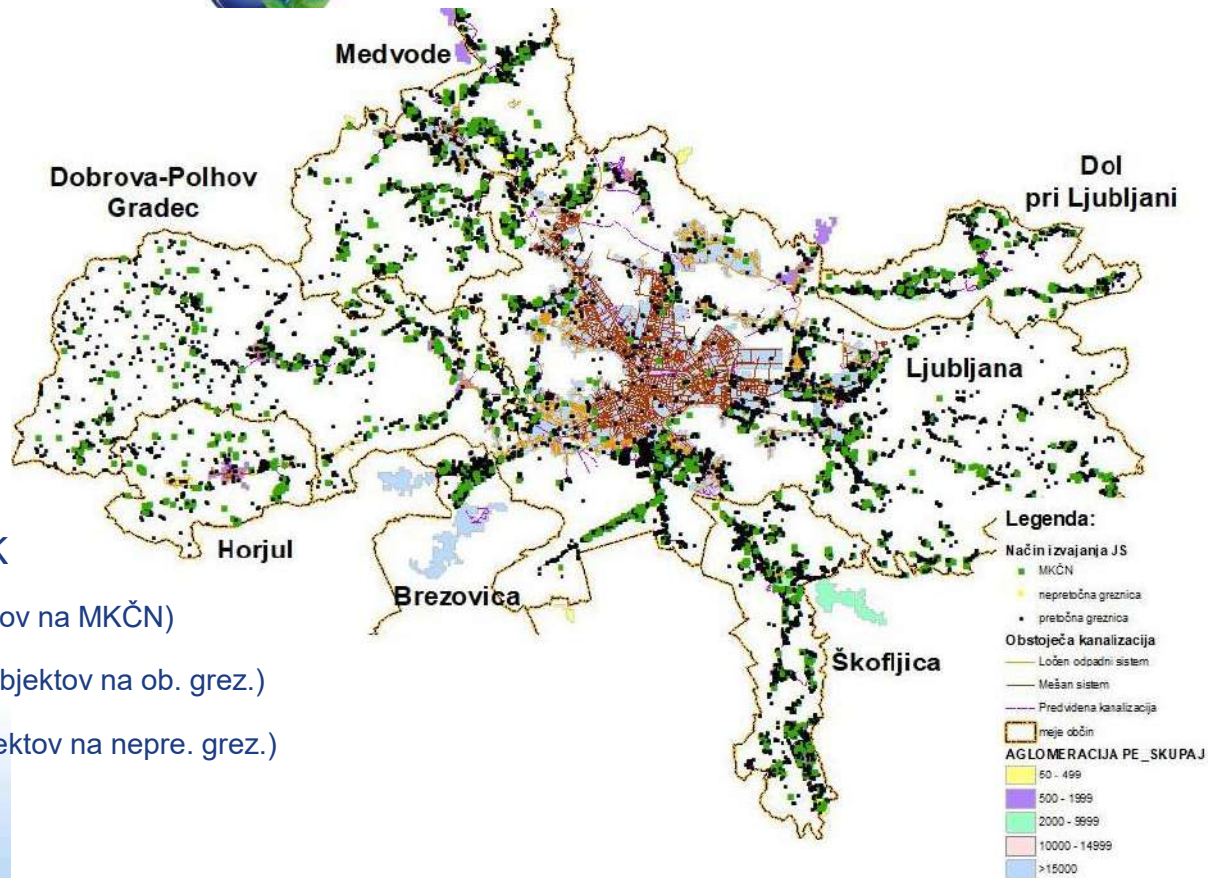 Medvode
Dobrova-Polhov
Gradec
Dol
pri Ljubljani
Ljubljana
Horjul
Brezovica
Škofljica
K
ov na MKČN)
bjektov na ob. grez.)
ektov na nepre. grez.)
Legenda:
Način izvajanja JS
MKČN
nepretočna greznica
pretočna greznica
Obstoječa kanalizacija
Ločen odpadni sistem
Mešan sistem
Predvidena kanalizacija
meje občin
AGLOMERACIJA PE_SKUPAJ
50 - 499
500 - 1999
2000 - 9999
10000 - 14999
>15000